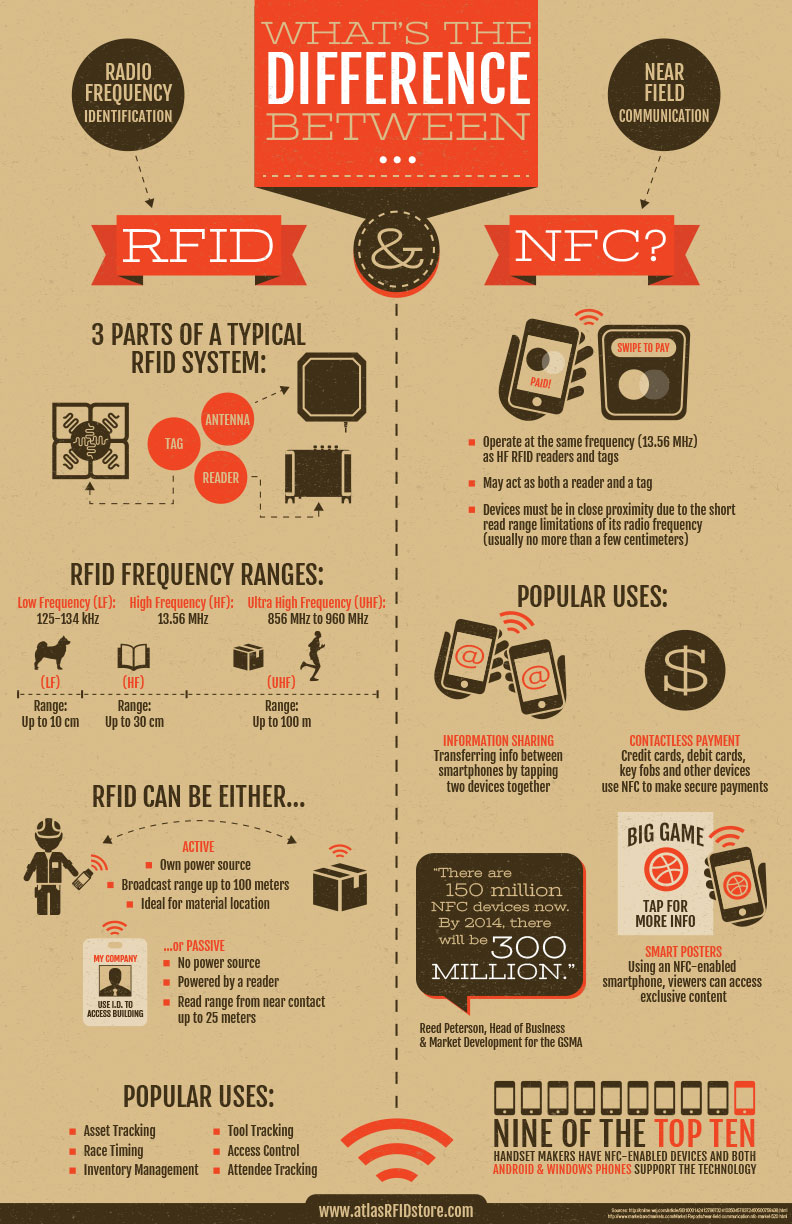 WHAT'S THE
DIFFERENCE
BETWEEN
...
RADIO
FREQUENCY
IDENTIFICATION
NEAR
FIELD
COMMUNICATION
RFID
&
NFC?
3 PARTS OF A TYPICAL
RFID SYSTEM:
ANTENNA
TAG
READER
RFID FREQUENCY RANGES:
Low Frequency (LF):
125-134 kHz
High Frequency (HF):
13.56 MHz
Ultra High Frequency (UHF):
856 MHz to 960 MHz
(LF)
(HF)
(UHF)
Range:
Up to 10 cm
Range:
Up to 30 cm
Range:
Up to 100 m
RFID CAN BE EITHER...
ACTIVE
Own power source
Broadcast range up to 100 meters
Ideal for material location
MY COMPANY
USE I.D. TO
ACCESS BUILDING
...or PASSIVE
No power source
Powered by a reader
Read range from near contact
up to 25 meters
POPULAR USES:
Asset Tracking
Race Timing
Inventory Management
Tool Tracking
Access Control
Attendee Tracking
PAID!
SWIPE TO PAY
Operate at the same frequency (13.56 MHz)
as HF RFID readers and tags
May act as both a reader and a tag
Devices must be in close proximity due to the short
read range limitations of its radio frequency
(usually no more than a few centimeters)
POPULAR USES:
@
@
INFORMATION SHARING
Transferring info between
smartphones by tapping
two devices together
$
CONTACTLESS PAYMENT
Credit cards, debit cards,
key fobs and other devices
use NFC to make secure payments
BIG GAME
TAP FOR
MORE INFO
SMART POSTERS
Using an NFC-enabled
smartphone, viewers can access
exclusive content
"There are
150 million
NFC devices now.
By 2014, there
will be 300
MILLION."
Reed Peterson, Head of Business
& Market Development for the GSMA
NINE OF THE TOP TEN
HANDSET MAKERS HAVE NFC-ENABLED DEVICES AND BOTH
ANDROID & WINDOWS PHONES SUPPORT THE TECHNOLOGY
www.atlasRFIDstore.com
Sources: